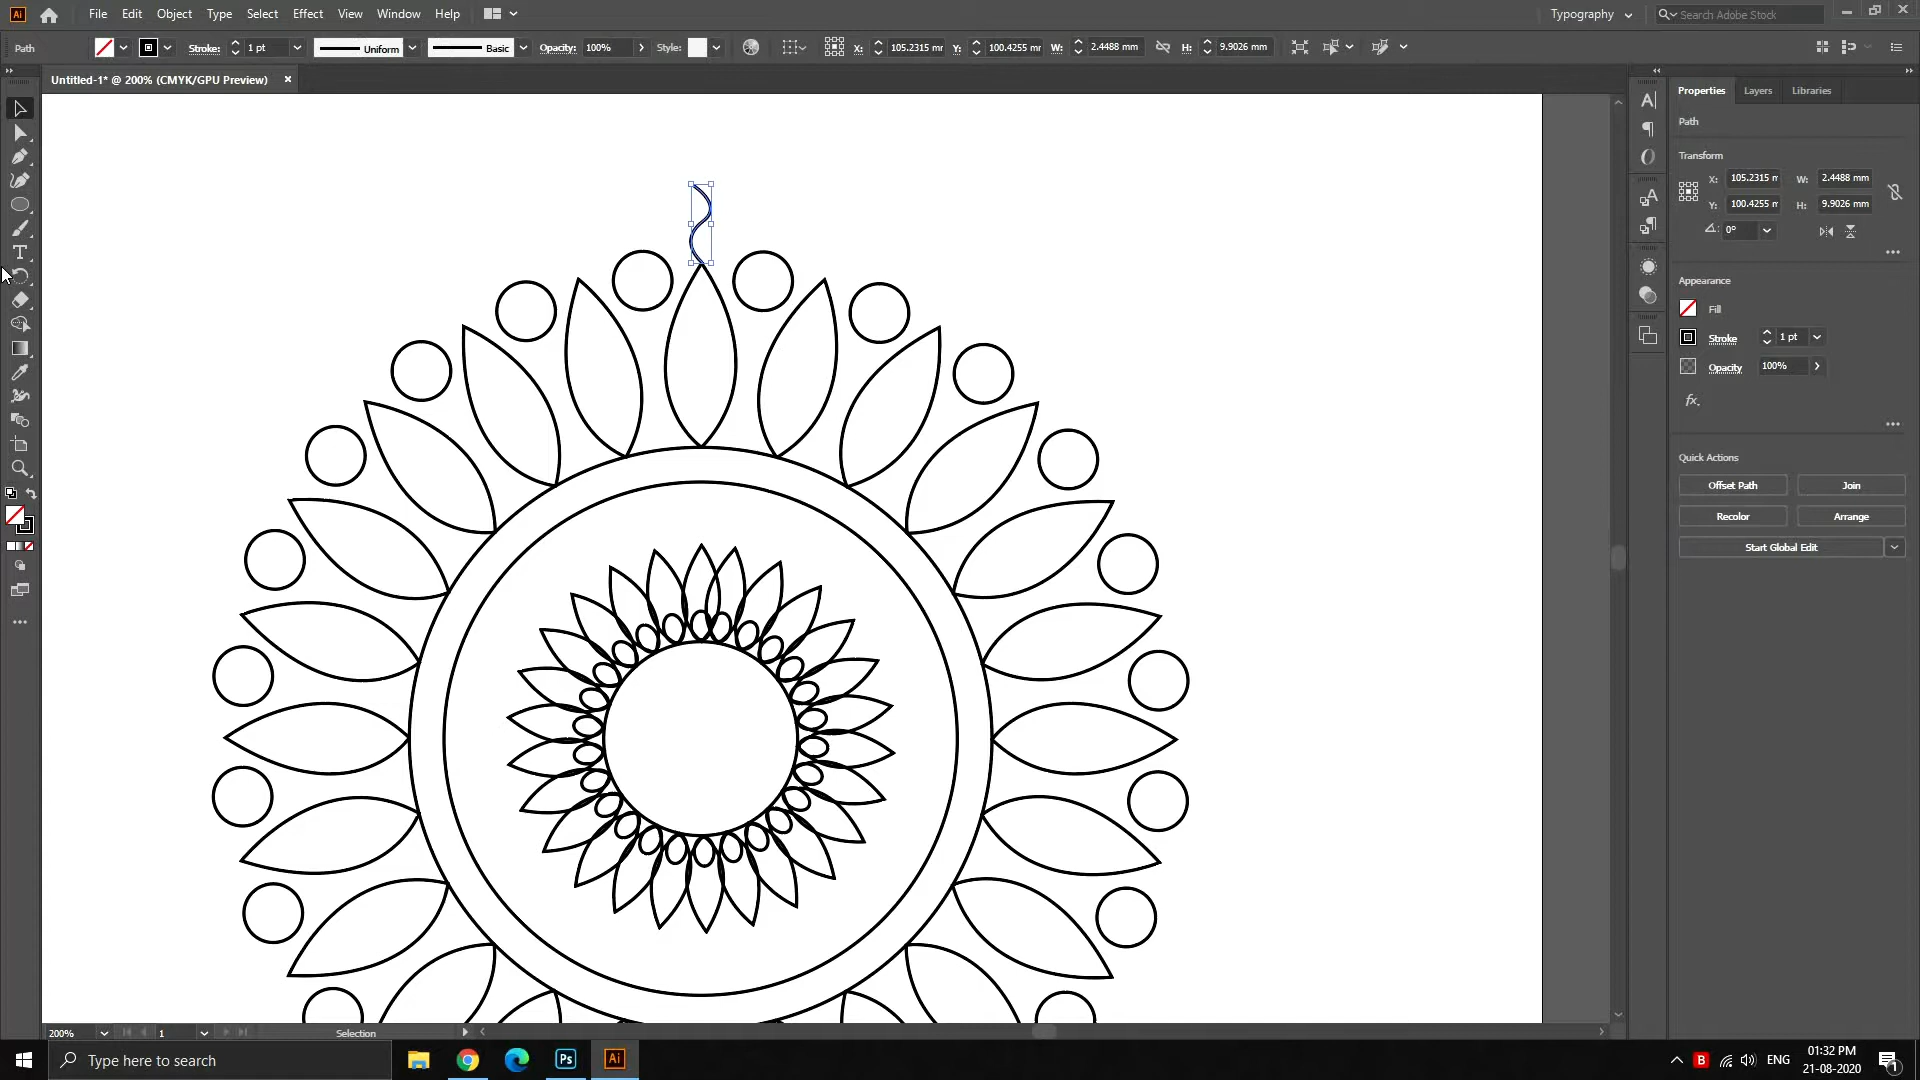 Ai File Edit Object Type Select Effect View Window Help Typography Search Adobe Stock
Path Stroke: 1 pt Uniform Basic Opacity: 100% Style: X: 105.2315 mm Y: 100.4255 mm W: 2.4488 mm H: 9.9026 mm
Untitled-1* @ 200% (CMYK/GPU Preview) ×
Properties Layers Libraries
Path
Transform
X: 105.2315 m W: 2.4488 mm
Y: 100.4255 m H: 9.9026 mm
0°
Appearance
Fill
Stroke 1 pt
Opacity 100%
fx.
Quick Actions
Offset Path Join
Recolor Arrange
Start Global Edit
200% 1 Selection
Type here to search Ps Ai B ENG 01:32 PM
21-08-2020 1